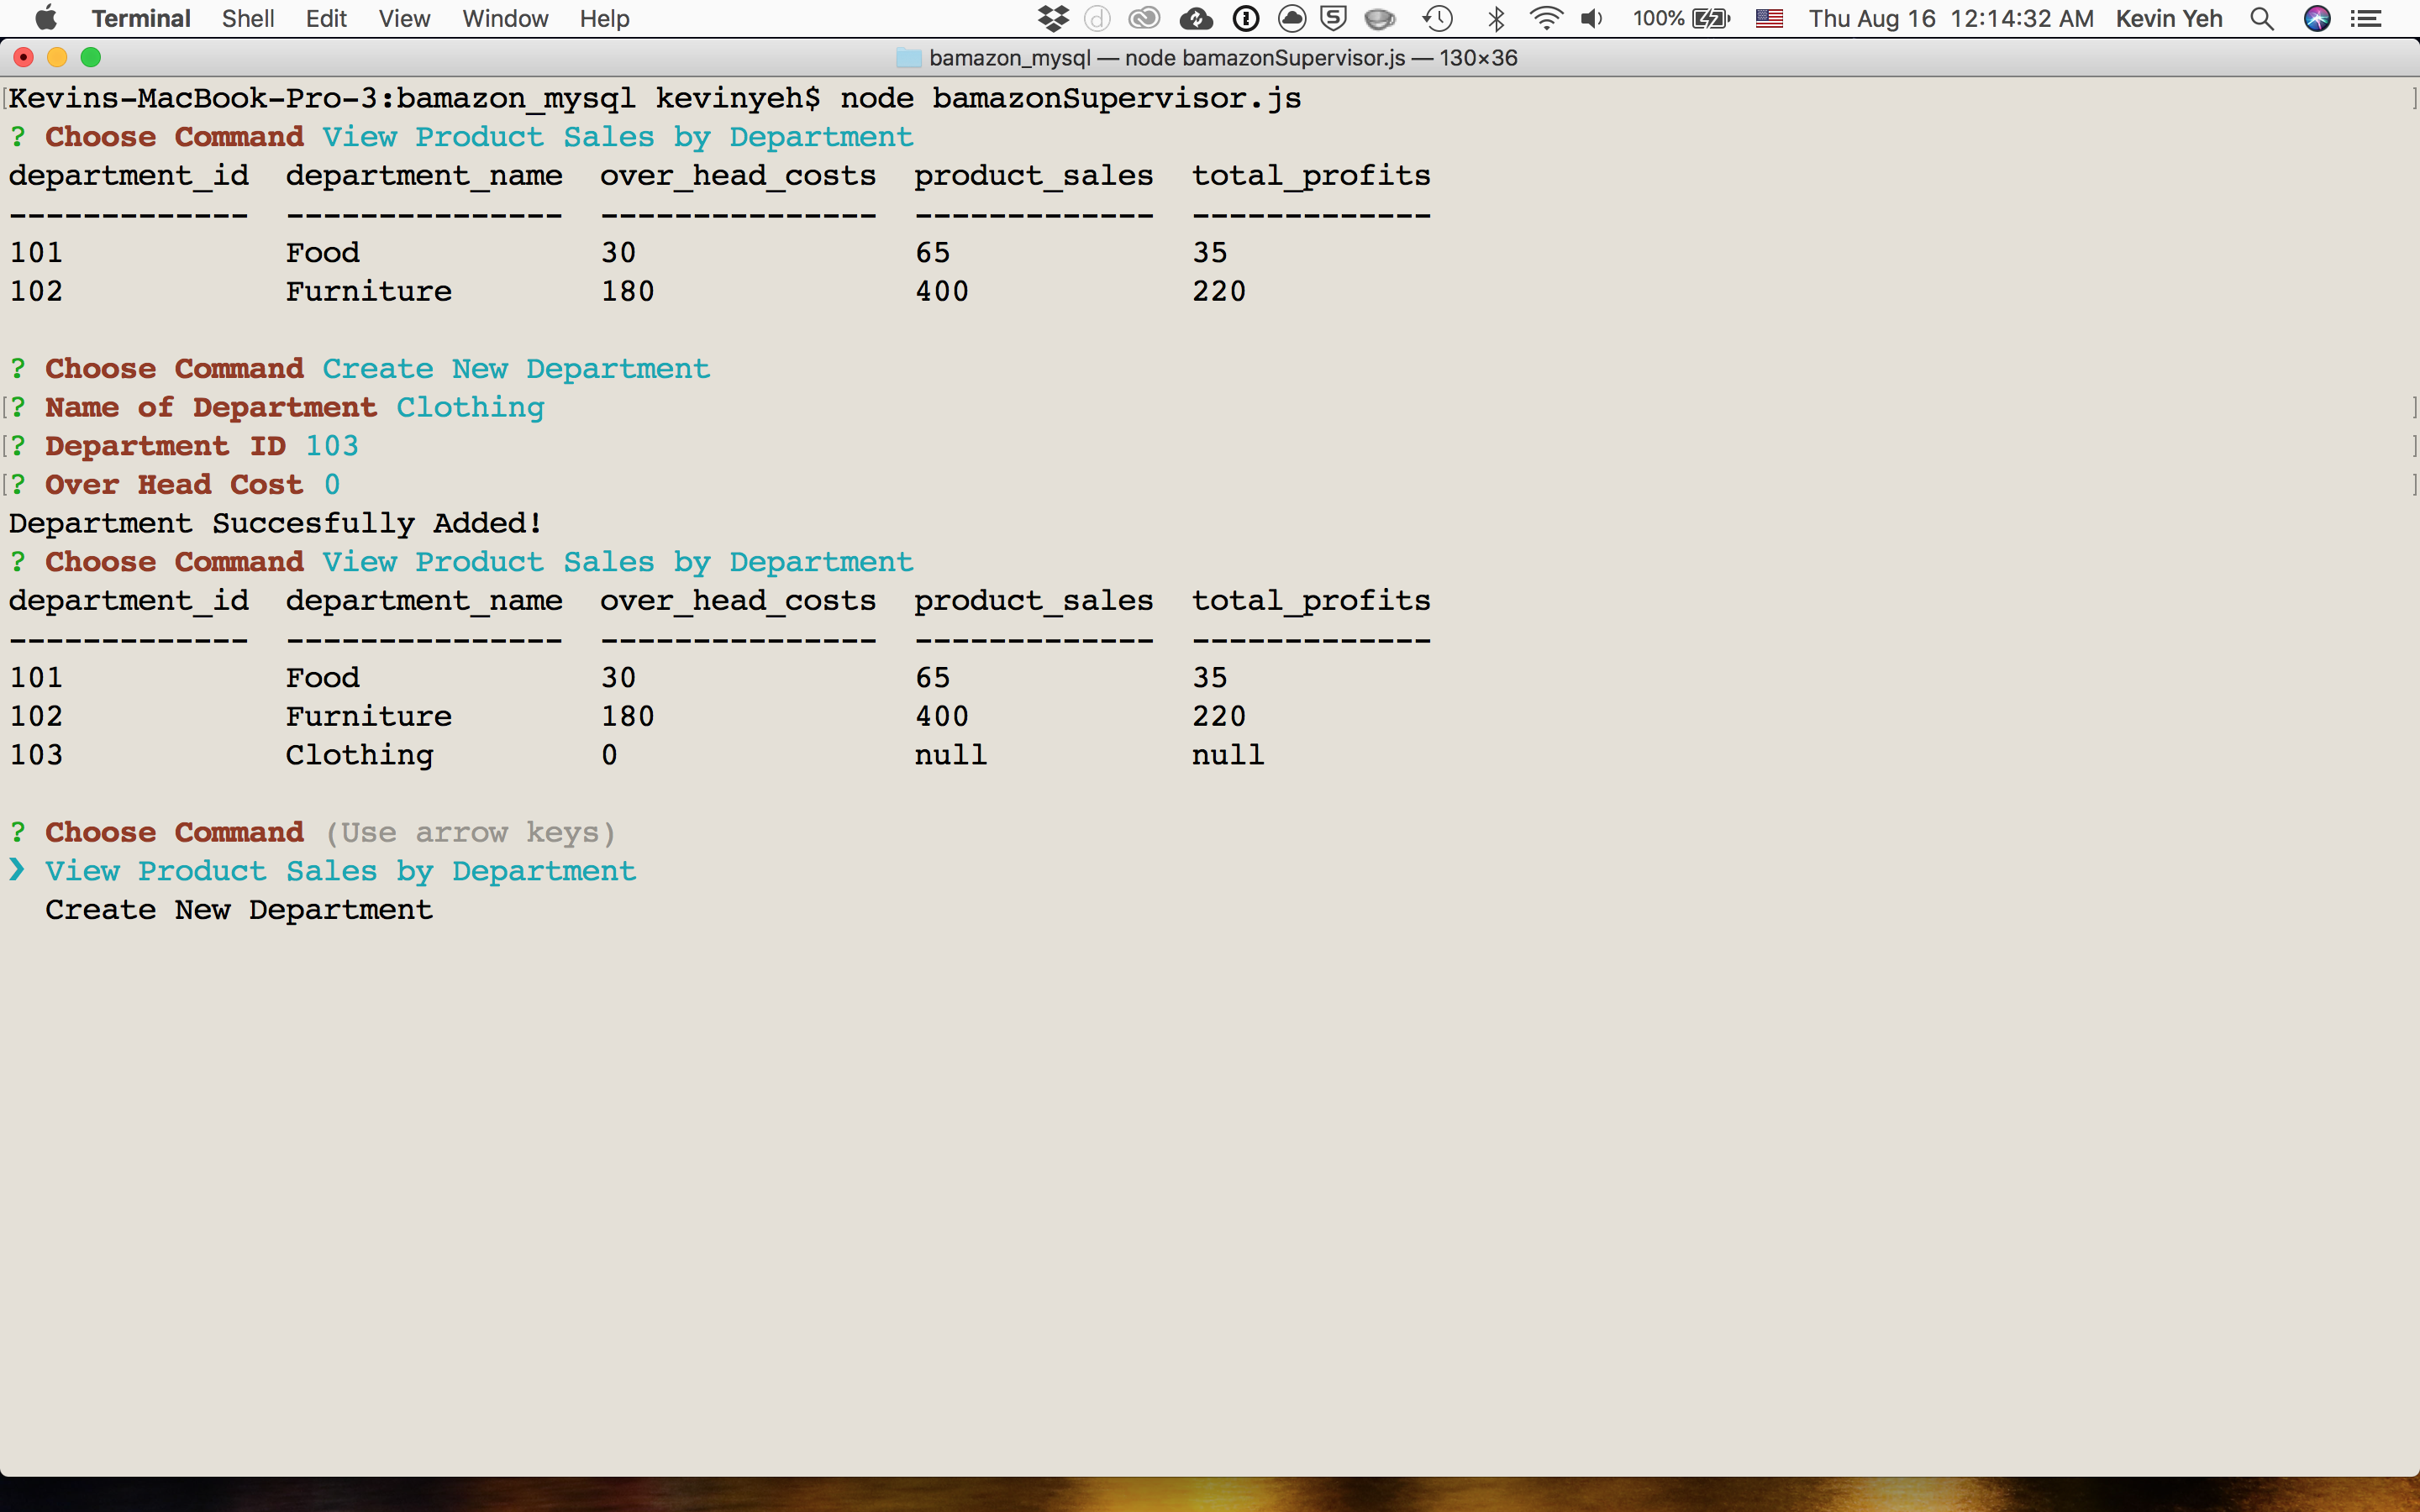 Terminal Shell Edit View Window Help 100% Thu Aug 16 12:14:32 AM Kevin Yeh
bamazon_mysql — node bamazonSupervisor.js — 130×36
[Kevins-MacBook-Pro-3:bamazon_mysql kevinyeh$ node bamazonSupervisor.js ]
? Choose Command View Product Sales by Department
department_id  department_name  over_head_costs  product_sales  total_profits
-------------  ---------------  ---------------  -------------  -------------
101            Food             30               65             35
102            Furniture        180              400            220
? Choose Command Create New Department
[? Name of Department Clothing ]
[? Department ID 103 ]
[? Over Head Cost 0 ]
Department Succesfully Added!
? Choose Command View Product Sales by Department
department_id  department_name  over_head_costs  product_sales  total_profits
-------------  ---------------  ---------------  -------------  -------------
101            Food             30               65             35
102            Furniture        180              400            220
103            Clothing         0                null           null
? Choose Command (Use arrow keys)
❯ View Product Sales by Department
  Create New Department